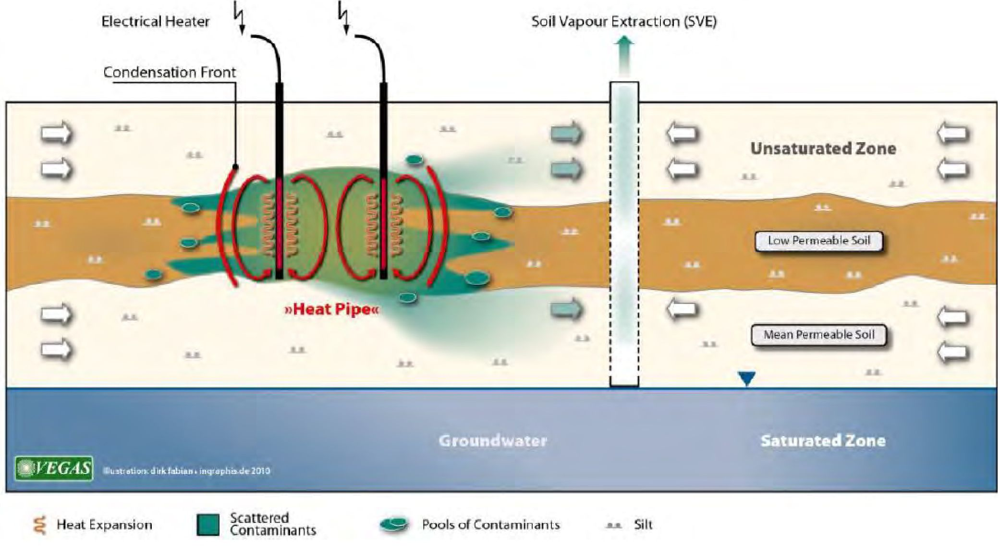 Electrical Heater
Soil Vapour Extraction (SVE)
Condensation Front
Unsaturated Zone
Low Permeable Soil
»Heat Pipe«
Mean Permeable Soil
Groundwater
Saturated Zone
VEGAS
Illustration: dirk fabian • ingraphis.de 2010
Heat Expansion
Scattered
Contaminants
Pools of Contaminants
Silt